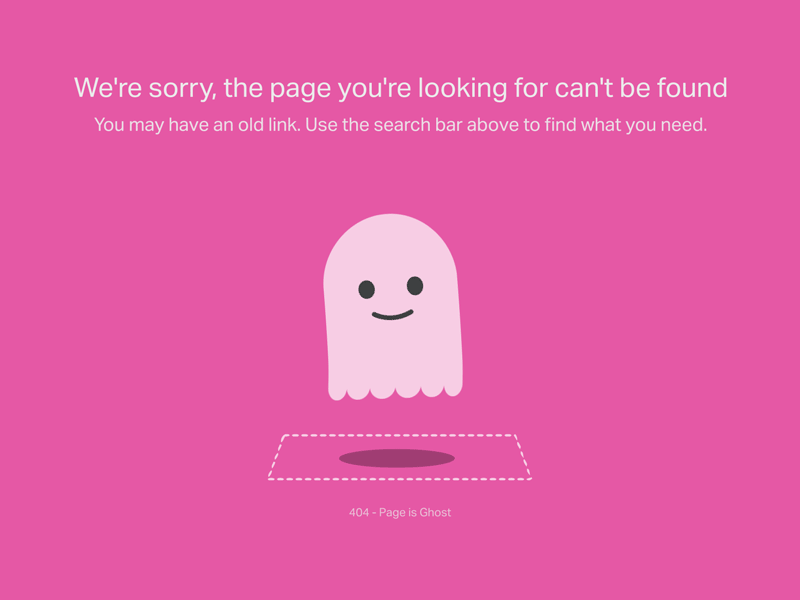 We're sorry, the page you're looking for can't be found
You may have an old link. Use the search bar above to find what you need.
404 - Page is Ghost